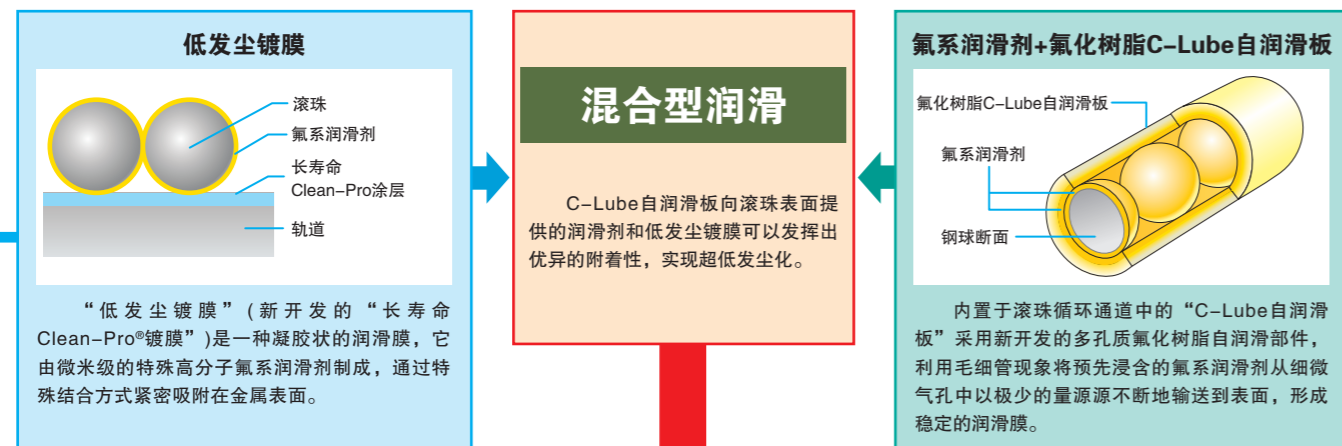 低发尘镀膜
滚珠
氟系润滑剂
长寿命
Clean-Pro涂层
轨道
“低发尘镀膜”(新开发的“长寿命
Clean-Pro®镀膜”)是一种凝胶状的润滑膜，它
由微米级的特殊高分子氟系润滑剂制成，通过特
殊结合方式紧密吸附在金属表面。
混合型润滑
C-Lube自润滑板向滚珠表面提
供的润滑剂和低发尘镀膜可以发挥出
优异的附着性，实现超低发尘化。
氟系润滑剂+氟化树脂C-Lube自润滑板
氟化树脂C-Lube自润滑板
氟系润滑剂
钢球断面
内置于滚珠循环通道中的“C-Lube自润滑
板”采用新开发的多孔质氟化树脂自润滑部件，
利用毛细管现象将预先浸含的氟系润滑剂从细微
气孔中以极少的量源源不断地输送到表面，形成
稳定的润滑膜。